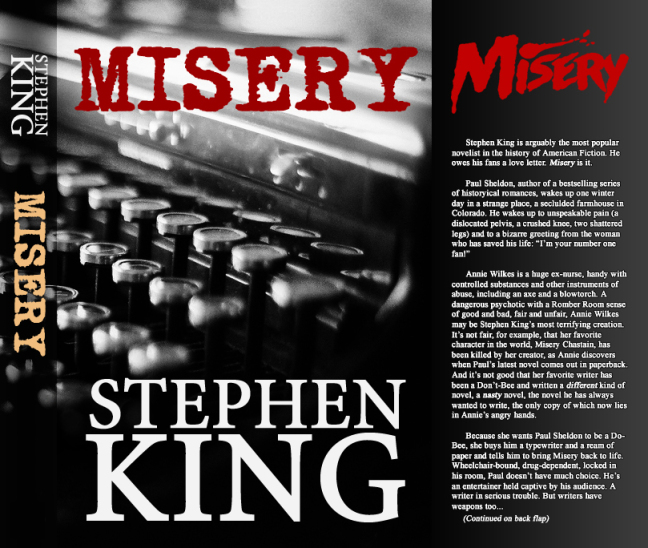 STEPHEN
KING
MISERY
MISERY
STEPHEN
KING
MISERY
Stephen King is arguably the most popular
novelist in the history of American Fiction. He
owes his fans a love letter. Misery is it.
Paul Sheldon, author of a bestselling series
of historyical romances, wakes up one winter
day in a strange place, a seclulded farmhouse in
Colorado. He wakes up to unspeakable pain (a
dislocated pelvis, a crushed knee, two shattered
legs) and to a bizarre greeting from the woman
who has saved his life: “I’m your number one
fan!”
Annie Wilkes is a huge ex-nurse, handy with
controlled substances and other instruments of
abuse, including an axe and a blowtorch. A
dangerous psychotic with a Romber Room sense
of good and bad, fair and unfair, Annie Wilkes
may be Stephen King’s most terrifying creation.
It’s not fair, for example, that her favorite
character in the world, Misery Chastain, has
been killed by her creator, as Annie discovers
when Paul’s latest novel comes out in paperback.
And it’s not good that her favorite writer has
been a Don’t-Bee and written a different kind of
novel, a nasty novel, the novel he has always
wanted to write, the only copy of which now lies
in Annie’s angry hands.
Because she wants Paul Sheldon to be a Do-
Bee, she buys him a typewriter and a ream of
paper and tells him to bring Misery back to life.
Wheelchair-bound, drug-dependent, locked in
his room, Paul doesn’t have much choice. He’s
an entertainer held captive by his audience. A
writer in serious trouble. But writers have
weapons too...
(Continued on back flap)